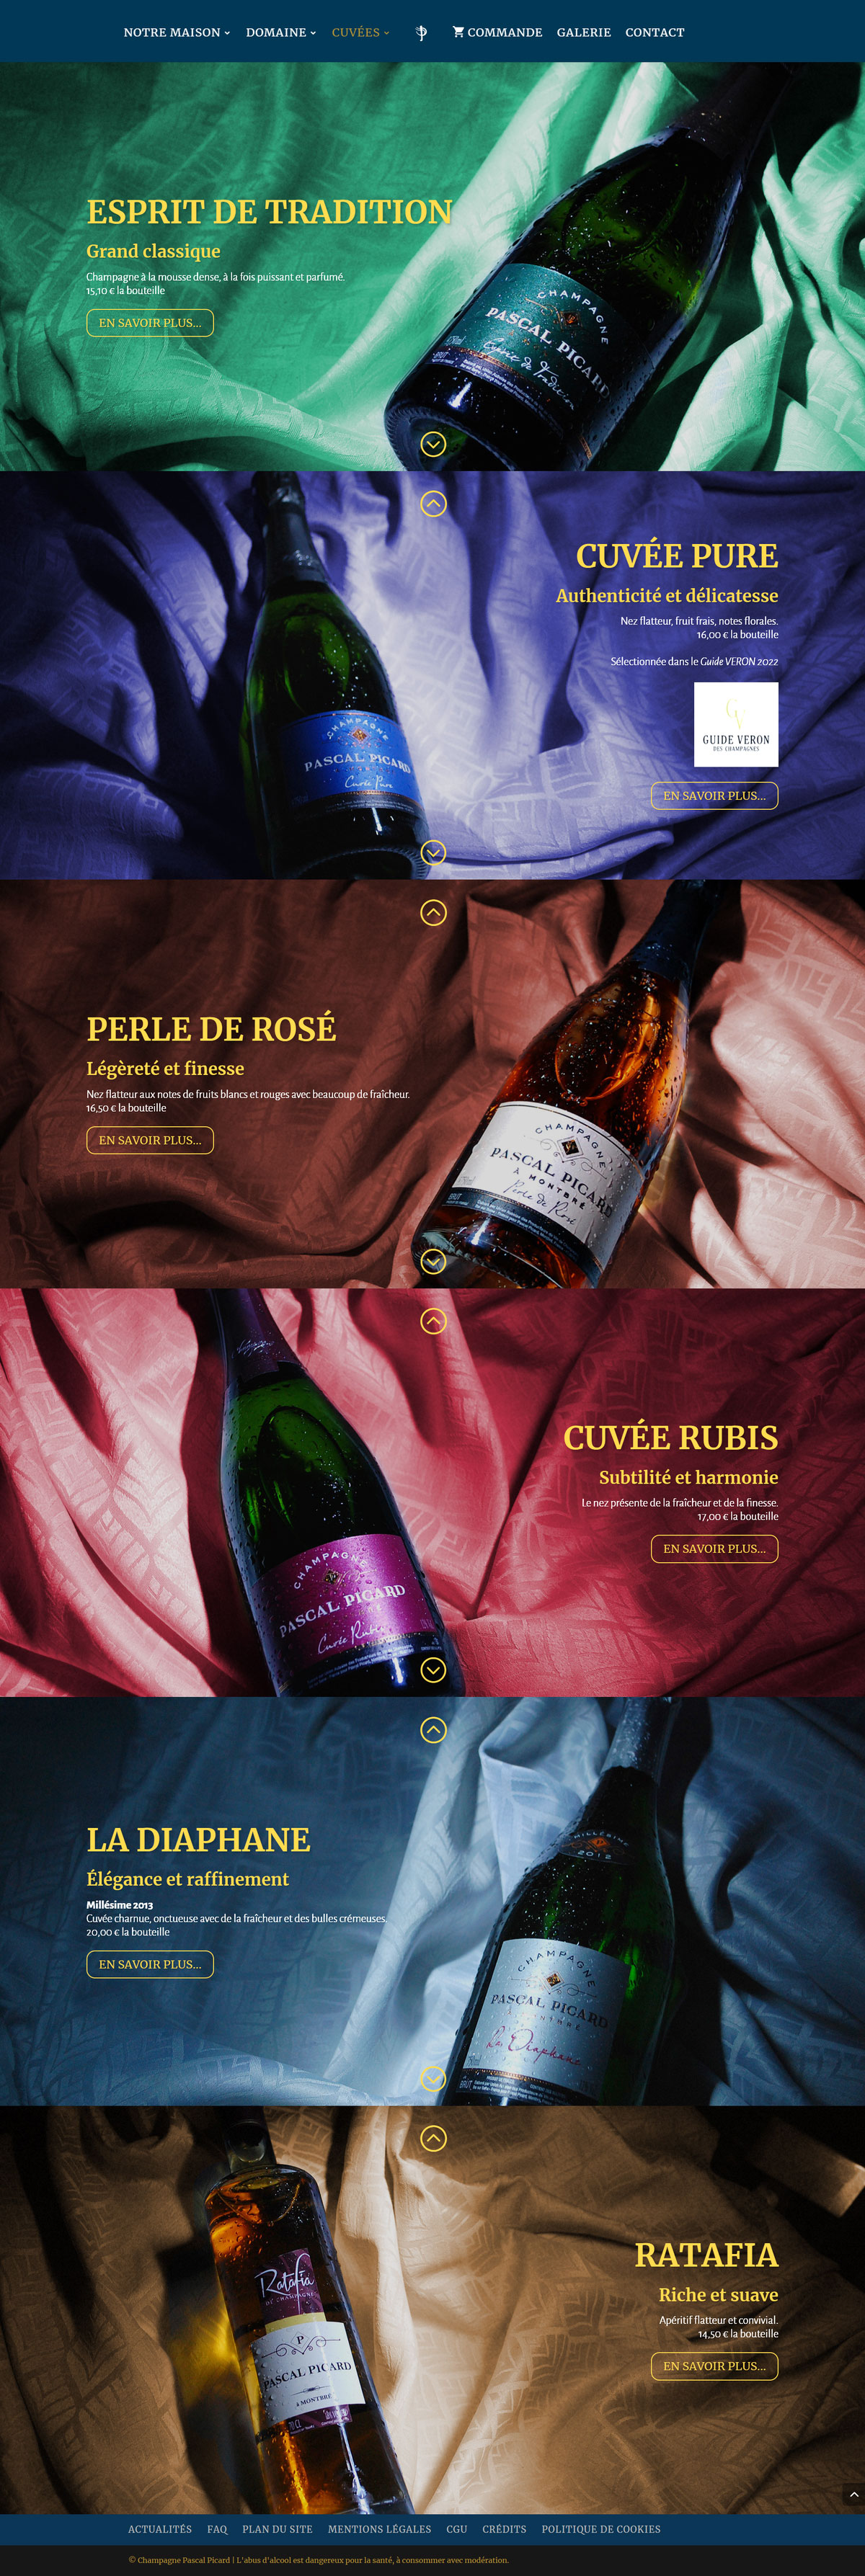 NOTRE MAISON
DOMAINE
CUVÉES
COMMANDE
GALERIE
CONTACT
ESPRIT DE TRADITION
Grand classique
Champagne à la mousse dense, à la fois puissant et parfumé.
15,10 € la bouteille
EN SAVOIR PLUS...
CHAMPAGNE
PASCAL PICARD
Cuvée de Tradition
CUVÉE PURE
Authenticité et délicatesse
Nez flatteur, fruit frais, notes florales.
16,00 € la bouteille
Sélectionnée dans le Guide VERON 2022
GUIDE VERON
DES CHAMPAGNES
EN SAVOIR PLUS...
CHAMPAGNE
PASCAL PICARD
Cuvée Pure
PERLE DE ROSÉ
Légèreté et finesse
Nez flatteur aux notes de fruits blancs et rouges avec beaucoup de fraîcheur.
16,50 € la bouteille
EN SAVOIR PLUS...
CHAMPAGNE
PASCAL PICARD
À MONTBRÉ
Perle de Rosé
BRUT
CUVÉE RUBIS
Subtilité et harmonie
Le nez présente de la fraîcheur et de la finesse.
17,00 € la bouteille
EN SAVOIR PLUS...
CHAMPAGNE
PASCAL PICARD
Cuvée Rubis
LA DIAPHANE
Élégance et raffinement
Millésime 2013
Cuvée charnue, onctueuse avec de la fraîcheur et des bulles crémeuses.
20,00 € la bouteille
EN SAVOIR PLUS...
MILLÉSIME
2012
CHAMPAGNE
PASCAL PICARD
La Diaphane
RATAFIA
Riche et suave
Apéritif flatteur et convivial.
14,50 € la bouteille
EN SAVOIR PLUS...
Ratafia
DE CHAMPAGNE
P
PASCAL PICARD
à MONTBRÉ
ACTUALITÉS
FAQ
PLAN DU SITE
MENTIONS LÉGALES
CGU
CRÉDITS
POLITIQUE DE COOKIES
© Champagne Pascal Picard | L'abus d'alcool est dangereux pour la santé, à consommer avec modération.